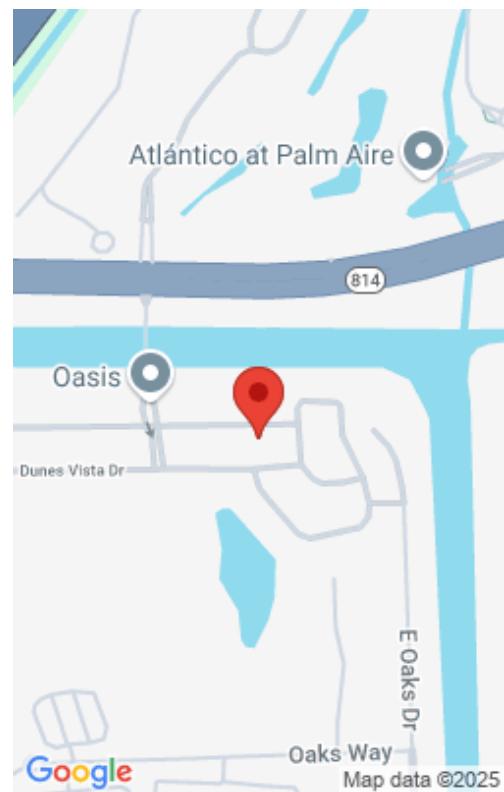 Atlántico at Palm Aire
814
Oasis
Dunes Vista Dr
E Oaks Dr
Oaks Way
Google
Map data ©2025